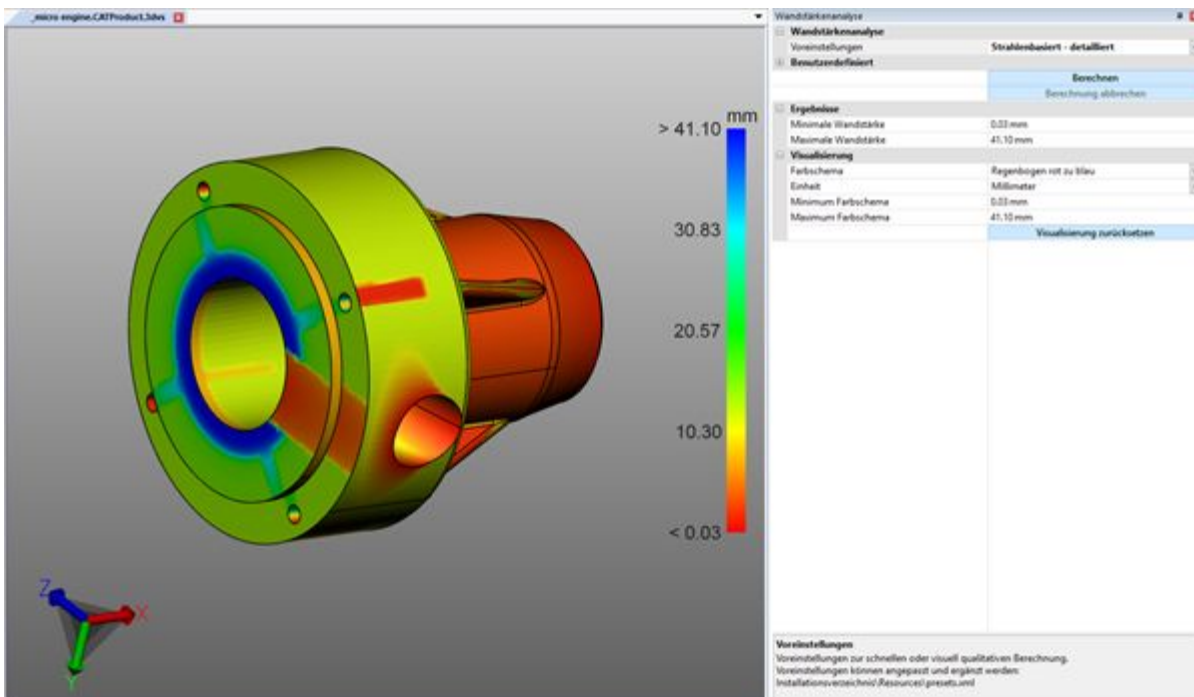 _micro engine.CATProduct.3dvs
mm
> 41.10
30.83
20.57
10.30
< 0.03
Z
X
Y
Wandstärkenanalyse
Wandstärkenanalyse
Voreinstellungen Strahlenbasiert - detailliert
Benutzerdefiniert
Berechnen
Berechnung abbrechen
Ergebnisse
Minimale Wandstärke 0.03 mm
Maximale Wandstärke 41.10 mm
Visualisierung
Farbschema Regenbogen rot zu blau
Einheit Millimeter
Minimum Farbschema 0.03 mm
Maximum Farbschema 41.10 mm
Visualisierung zurücksetzen
Voreinstellungen
Voreinstellungen zur schnellen oder visuell qualitativen Berechnung.
Voreinstellungen können angepasst und ergänzt werden:
Installationsverzeichnis\Resources\presets.xml